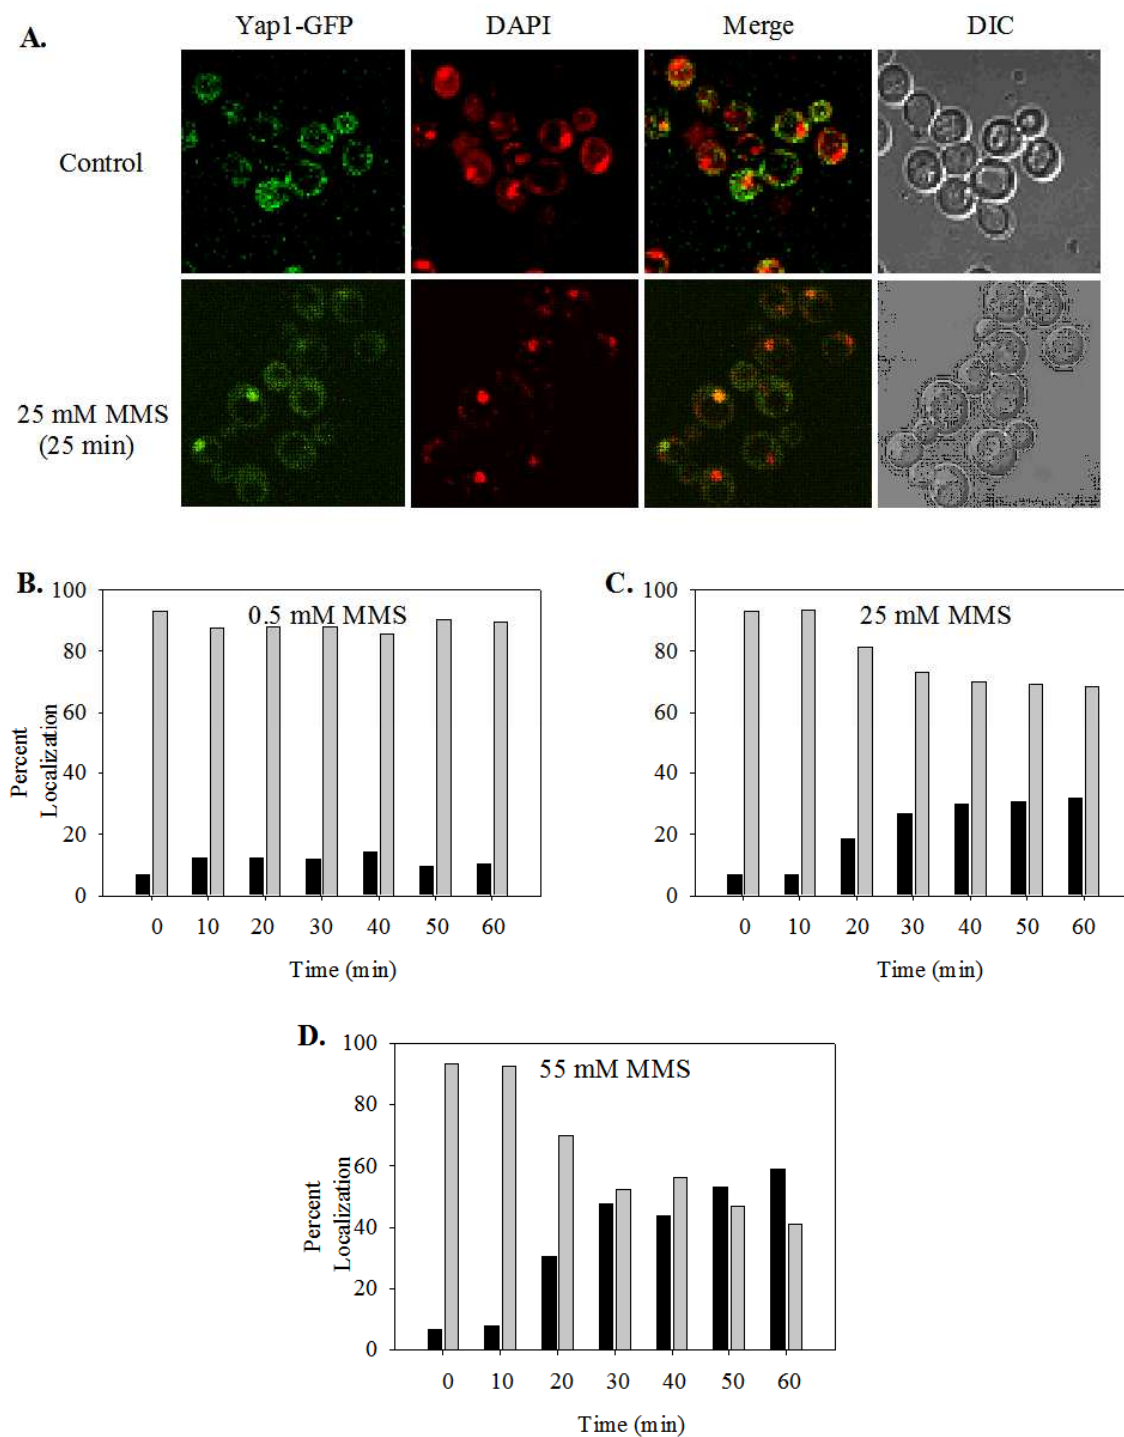 A.
Yap1-GFP DAPI Merge DIC
Control
25 mM MMS
(25 min)
B.
0.5 mM MMS
100
80
60
40
20
0
Percent
Localization
0 10 20 30 40 50 60
Time (min)
C.
25 mM MMS
100
80
60
40
20
0
0 10 20 30 40 50 60
Time (min)
D.
55 mM MMS
100
80
60
40
20
0
Percent
Localization
0 10 20 30 40 50 60
Time (min)